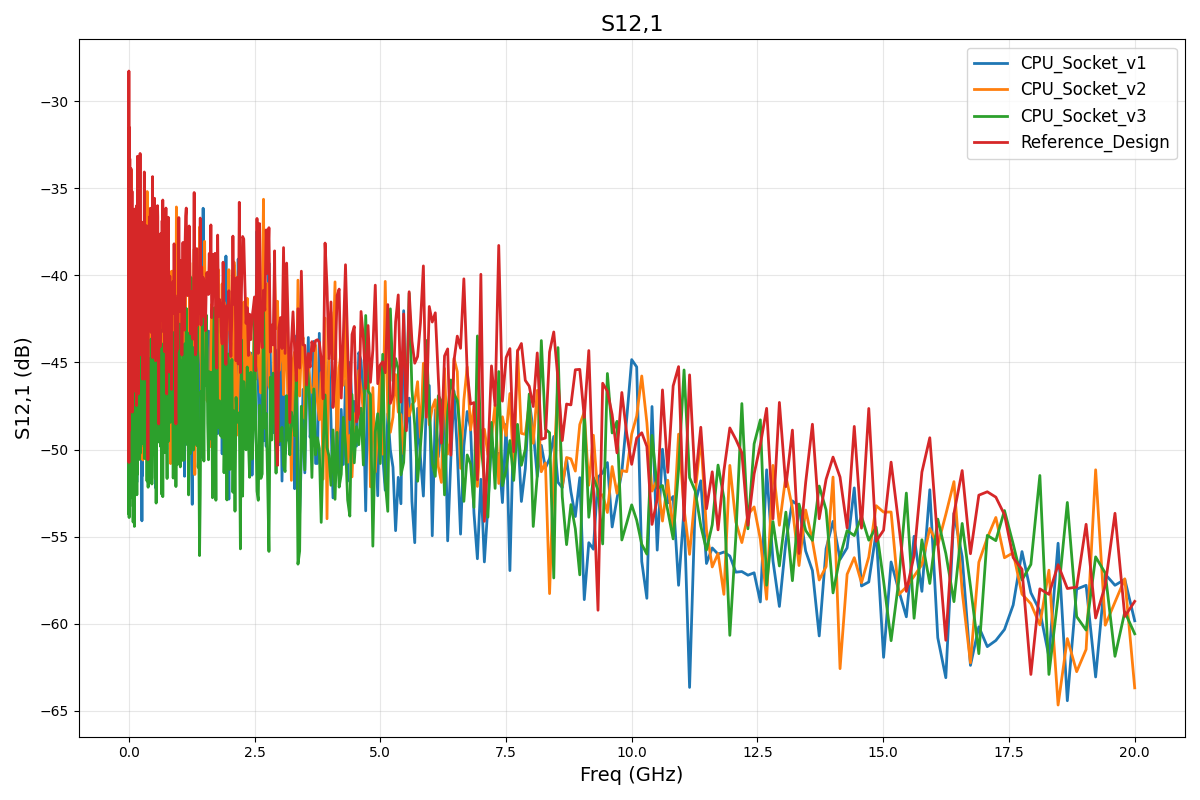 S12,1
CPU_Socket_v1
CPU_Socket_v2
CPU_Socket_v3
Reference_Design
S12,1 (dB)
−30
−35
−40
−45
−50
−55
−60
−65
0.0 2.5 5.0 7.5 10.0 12.5 15.0 17.5 20.0
Freq (GHz)